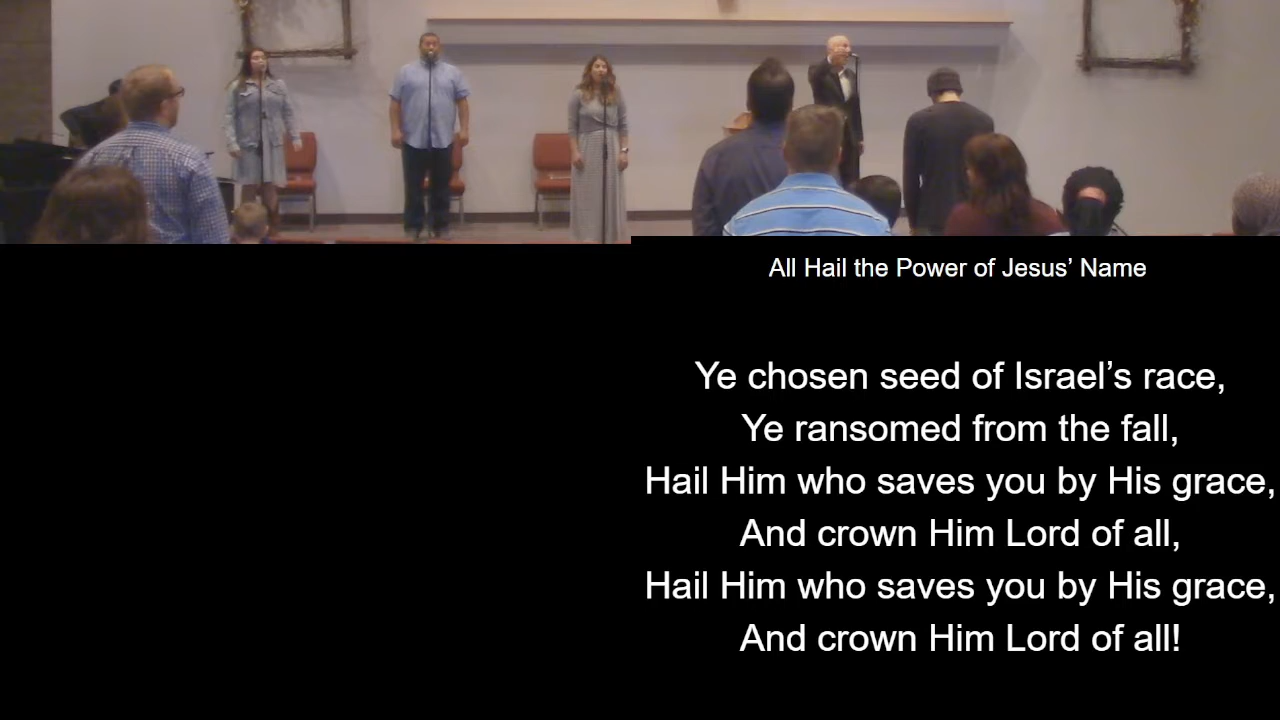 All Hail the Power of Jesus’ Name
Ye chosen seed of Israel’s race,
Ye ransomed from the fall,
Hail Him who saves you by His grace,
And crown Him Lord of all,
Hail Him who saves you by His grace,
And crown Him Lord of all!